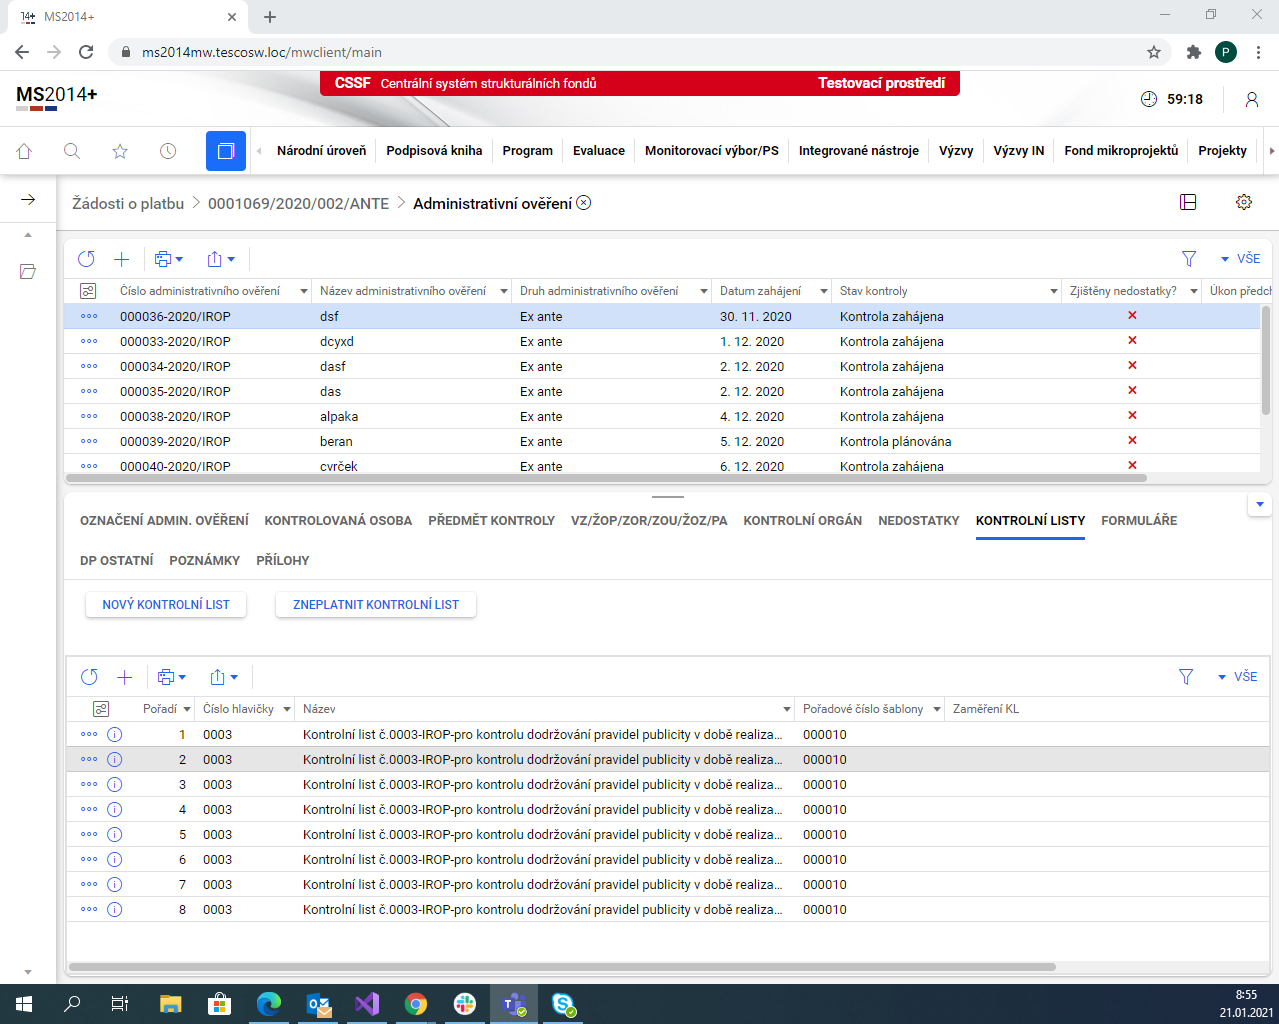 14+ MS2014+
ms2014mw.tescosw.loc/mwclient/main
P
CSSF Centrální systém strukturálních fondů Testovací prostředí
MS2014+
59:18
Národní úroveň Podpisová kniha Program Evaluace Monitorovací výbor/PS Integrované nástroje Výzvy Výzvy IN Fond mikroprojektů Projekty
Žádosti o platbu > 0001069/2020/002/ANTE > Administrativní ověření
VŠE
Číslo administrativního ověření Název administrativního ověření Druh administrativního ověření Datum zahájení Stav kontroly Zjištěny nedostatky? Úkon předch
000036-2020/IROP dsf Ex ante 30. 11. 2020 Kontrola zahájena
000033-2020/IROP dcyxd Ex ante 1. 12. 2020 Kontrola zahájena
000034-2020/IROP dasf Ex ante 2. 12. 2020 Kontrola zahájena
000035-2020/IROP das Ex ante 2. 12. 2020 Kontrola zahájena
000038-2020/IROP alpaka Ex ante 4. 12. 2020 Kontrola zahájena
000039-2020/IROP beran Ex ante 5. 12. 2020 Kontrola plánována
000040-2020/IROP cvrček Ex ante 6. 12. 2020 Kontrola zahájena
OZNAČENÍ ADMIN. OVĚŘENÍ KONTROLOVANÁ OSOBA PŘEDMĚT KONTROLY VZ/ŽOP/ZOR/ZOU/ŽOZ/PA KONTROLNÍ ORGÁN NEDOSTATKY KONTROLNÍ LISTY FORMULÁŘE
DP OSTATNÍ POZNÁMKY PŘÍLOHY
NOVÝ KONTROLNÍ LIST ZNEPLATNIT KONTROLNÍ LIST
VŠE
Pořadí Číslo hlavičky Název Pořadové číslo šablony Zaměření KL
1 0003 Kontrolní list č.0003-IROP-pro kontrolu dodržování pravidel publicity v době realiza... 000010
2 0003 Kontrolní list č.0003-IROP-pro kontrolu dodržování pravidel publicity v době realiza... 000010
3 0003 Kontrolní list č.0003-IROP-pro kontrolu dodržování pravidel publicity v době realiza... 000010
4 0003 Kontrolní list č.0003-IROP-pro kontrolu dodržování pravidel publicity v době realiza... 000010
5 0003 Kontrolní list č.0003-IROP-pro kontrolu dodržování pravidel publicity v době realiza... 000010
6 0003 Kontrolní list č.0003-IROP-pro kontrolu dodržování pravidel publicity v době realiza... 000010
7 0003 Kontrolní list č.0003-IROP-pro kontrolu dodržování pravidel publicity v době realiza... 000010
8 0003 Kontrolní list č.0003-IROP-pro kontrolu dodržování pravidel publicity v době realiza... 000010
8:55
21.01.2021